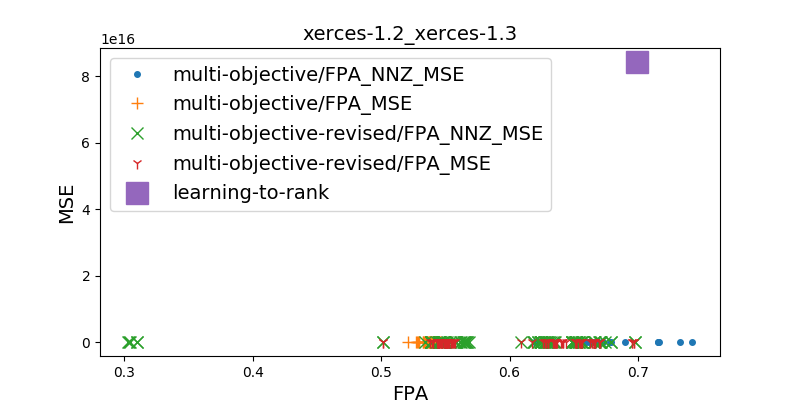 xerces-1.2_xerces-1.3
1e16
multi-objective/FPA_NNZ_MSE
multi-objective/FPA_MSE
multi-objective-revised/FPA_NNZ_MSE
multi-objective-revised/FPA_MSE
learning-to-rank
MSE
8
6
4
2
0
0.3 0.4 0.5 0.6 0.7
FPA